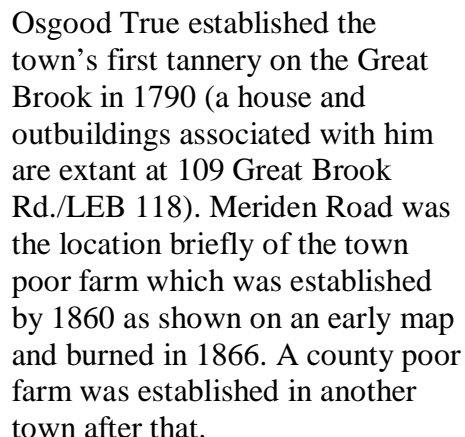 Osgood True established the
town’s first tannery on the Great
Brook in 1790 (a house and
outbuildings associated with him
are extant at 109 Great Brook
Rd./LEB 118). Meriden Road was
the location briefly of the town
poor farm which was established
by 1860 as shown on an early map
and burned in 1866. A county poor
farm was established in another
town after that.